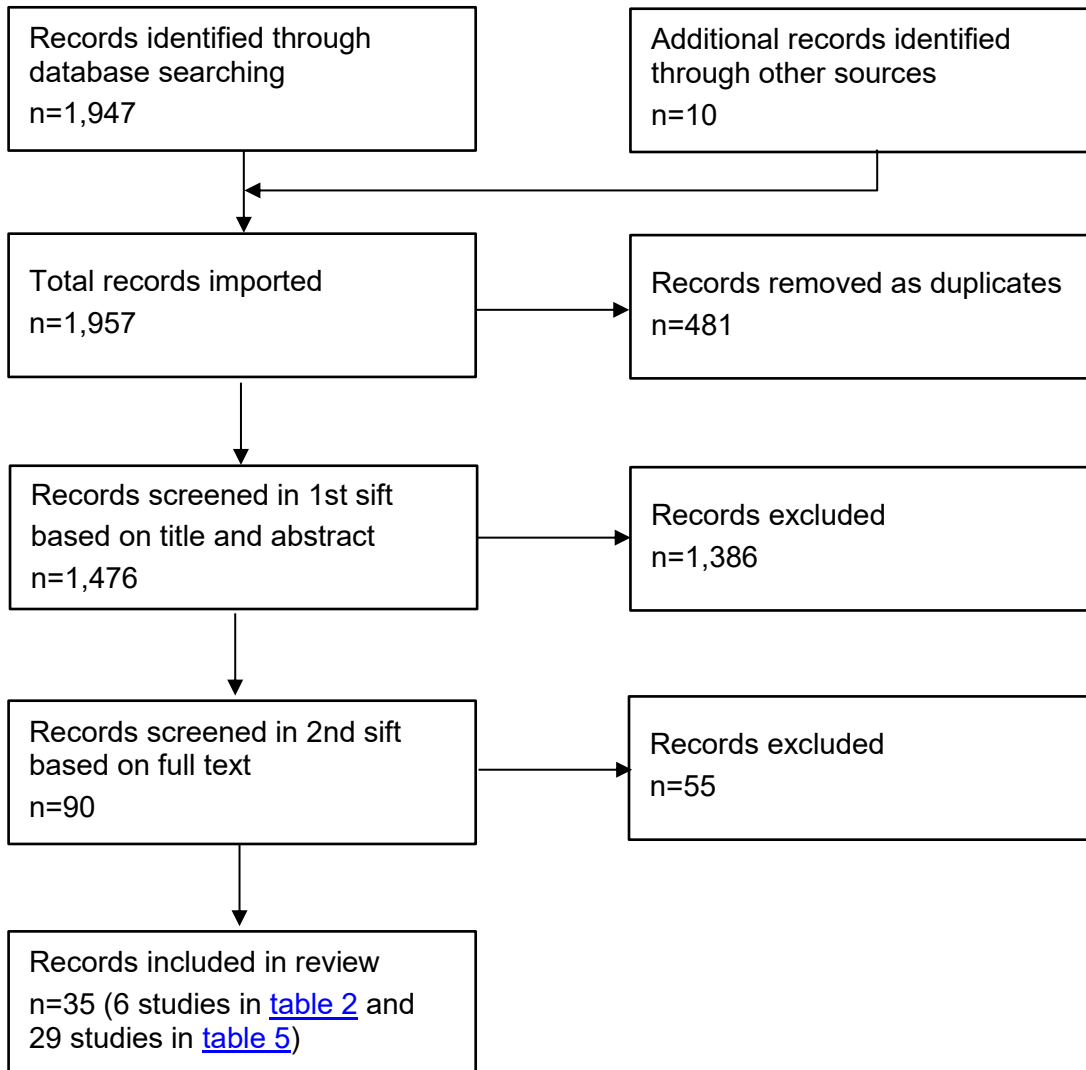 Records identified through
database searching
n=1,947
Additional records identified
through other sources
n=10
Total records imported
n=1,957
Records removed as duplicates
n=481
Records screened in 1st sift
based on title and abstract
n=1,476
Records excluded
n=1,386
Records screened in 2nd sift
based on full text
n=90
Records excluded
n=55
Records included in review
n=35 (6 studies in table 2 and
29 studies in table 5)